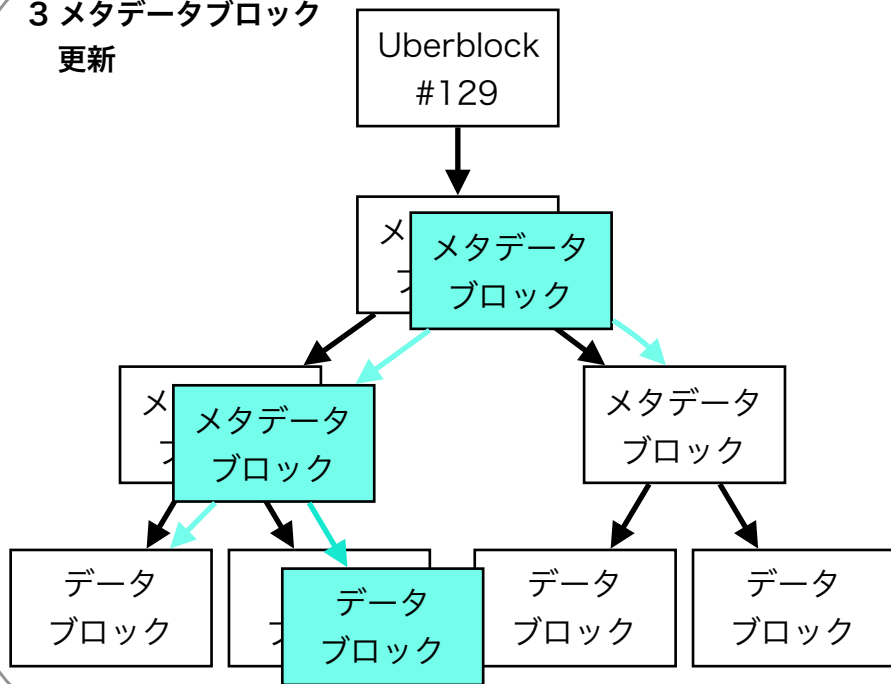 3 メタデータブロック
更新
Uberblock
#129
メ
メタデータ
ブロック
メ
メタデータ
ブロック
メタデータ
ブロック
データ
ブロック
データ
ブロック
データ
ブロック
データ
ブロック